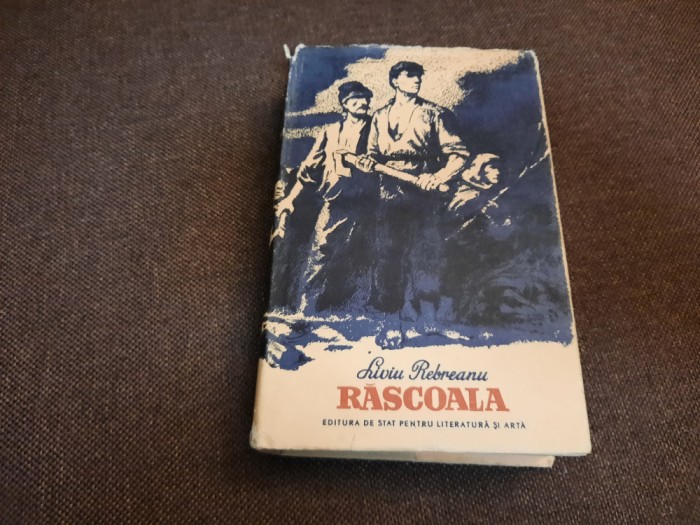 Liviu Rebreanu
RĂSCOALA
EDITURA DE STAT PENTRU LITERATURĂ ȘI ARTĂ